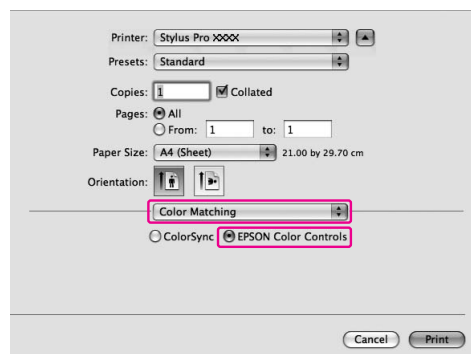 Printer: Stylus Pro XXXX
Presets: Standard
Copies: 1 Collated
Pages: All
From: 1 to: 1
Paper Size: A4 (Sheet) 21.00 by 29.70 cm
Orientation:
Color Matching
ColorSync EPSON Color Controls
Cancel Print